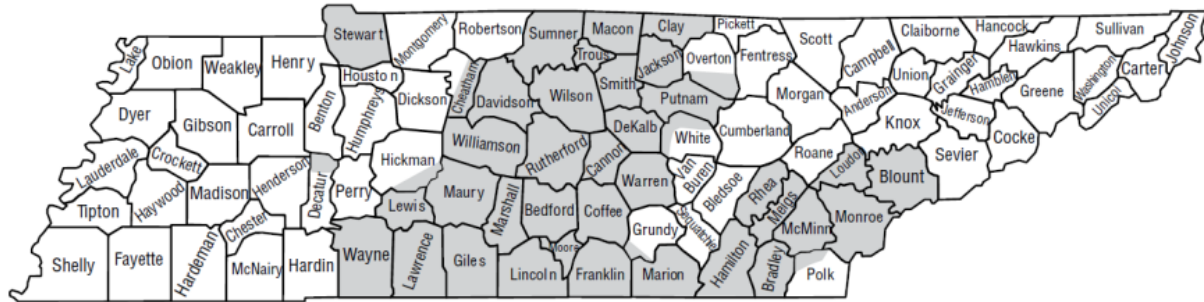 Lake
Obion
Weakley
Henry
Stewart
Montgomery
Robertson
Sumner
Macon
Trous
Clay
Pickett
Overton
Fentress
Scott
Campbell
Claiborne
Hancock
Hawkins
Sullivan
Johnson
Carter
Washington
Unicoi
Greene
Hamblen
Grainger
Union
Anderson
Morgan
Jackson
Smith
Putnam
Wilson
Davidson
Cheatham
Dickson
Houston
Humphreys
Benton
Carroll
Gibson
Dyer
Lauderdale
Crockett
Haywood
Madison
Henderson
Decatur
Perry
Hickman
Williamson
Rutherford
Cannon
DeKalb
White
Cumberland
Roane
Loudon
Knox
Jefferson
Cocke
Sevier
Blount
Monroe
McMinn
Meigs
Rhea
Bledsoe
Van
Buren
Warren
Coffee
Bedford
Marshall
Maury
Lewis
Tipton
Chester
Shelly
Fayette
Hardeman
McNairy
Hardin
Wayne
Lawrence
Giles
Lincoln
Moore
Franklin
Grundy
Marion
Sequatchie
Hamilton
Bradley
Polk